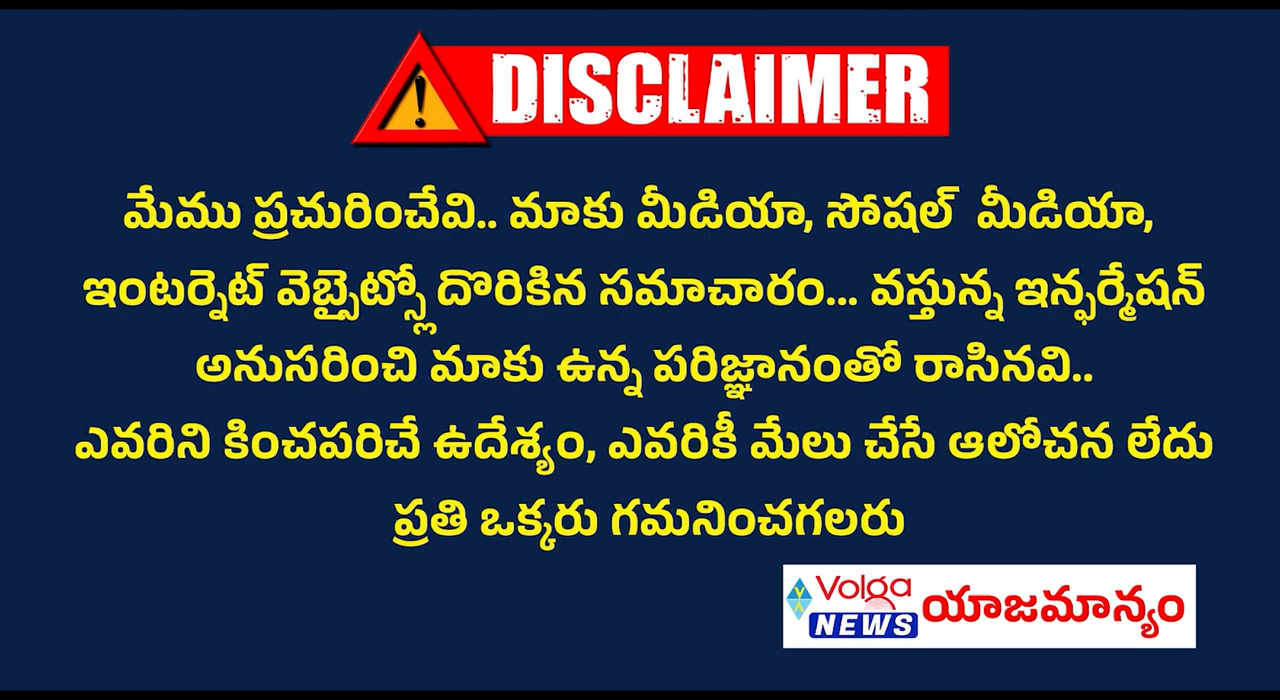 DISCLAIMER
మేము ప్రచురించేవి.. మాకు మీడియా, సోషల్ మీడియా,
ఇంటర్నెట్ వెబ్సైట్స్లో దొరికిన సమాచారం... వస్తున్న ఇన్ఫర్మేషన్
అనుసరించి మాకు ఉన్న పరిజ్ఞానంతో రాసినవి..
ఎవరిని కించపరిచే ఉదేశ్యం, ఎవరికీ మేలు చేసే ఆలోచన లేదు
ప్రతి ఒక్కరు గమనించగలరు
Volga NEWS యాజమాన్యం